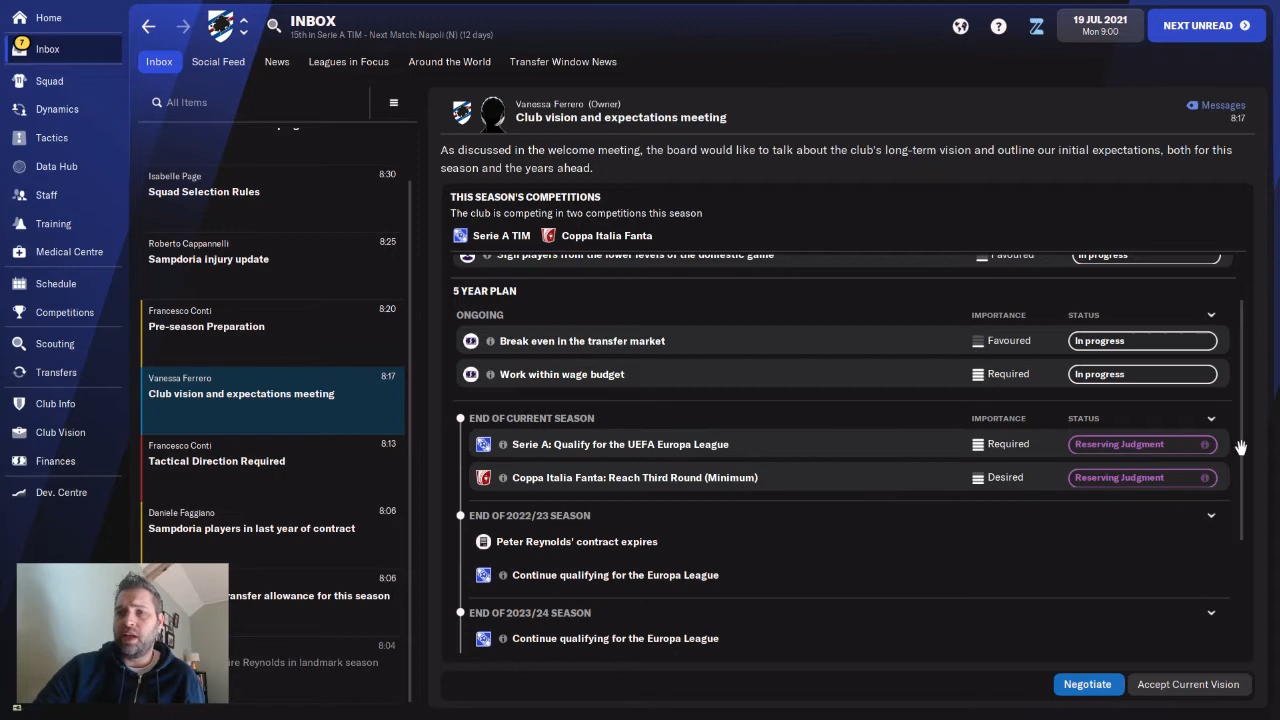 Home
7
Inbox
Squad
Dynamics
Tactics
Data Hub
Staff
Training
Medical Centre
Schedule
Competitions
Scouting
Transfers
Club Info
Club Vision
Finances
Dev. Centre
INBOX
15th in Serie A TIM - Next Match: Napoli (N) (12 days)
19 JUL 2021
Mon 9:00
NEXT UNREAD
Inbox Social Feed News Leagues in Focus Around the World Transfer Window News
All Items
Isabelle Page 8:30
Squad Selection Rules
Roberto Cappannelli 8:25
Sampdoria injury update
Francesco Conti 8:20
Pre-season Preparation
Vanessa Ferrero 8:17
Club vision and expectations meeting
Francesco Conti 8:13
Tactical Direction Required
Daniele Faggiano 8:06
Sampdoria players in last year of contract
8:06
ransfer allowance for this season
8:04
re Reynolds in landmark season
Vanessa Ferrero (Owner)
Club vision and expectations meeting
Messages
8:17
As discussed in the welcome meeting, the board would like to talk about the club's long-term vision and outline our initial expectations, both for this
season and the years ahead.
THIS SEASON'S COMPETITIONS
The club is competing in two competitions this season
Serie A TIM Coppa Italia Fanta
Sign players from the lower levels of the domestic game Favoured In progress
5 YEAR PLAN
ONGOING IMPORTANCE STATUS
Break even in the transfer market Favoured In progress
Work within wage budget Required In progress
END OF CURRENT SEASON IMPORTANCE STATUS
Serie A: Qualify for the UEFA Europa League Required Reserving Judgment
Coppa Italia Fanta: Reach Third Round (Minimum) Desired Reserving Judgment
END OF 2022/23 SEASON
Peter Reynolds' contract expires
Continue qualifying for the Europa League
END OF 2023/24 SEASON
Continue qualifying for the Europa League
Negotiate Accept Current Vision